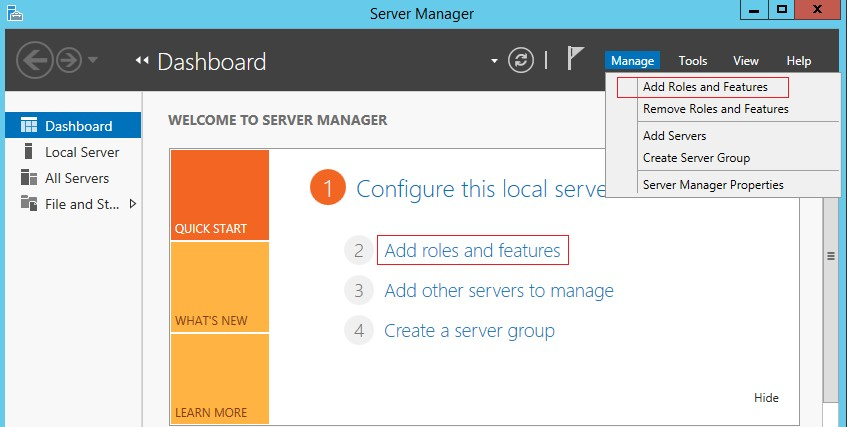 Server Manager
Dashboard
Manage Tools View Help
Add Roles and Features
Remove Roles and Features
Add Servers
Create Server Group
Server Manager Properties
Dashboard
Local Server
All Servers
File and St...
WELCOME TO SERVER MANAGER
QUICK START
WHAT'S NEW
LEARN MORE
1 Configure this local serve
2 Add roles and features
3 Add other servers to manage
4 Create a server group
Hide